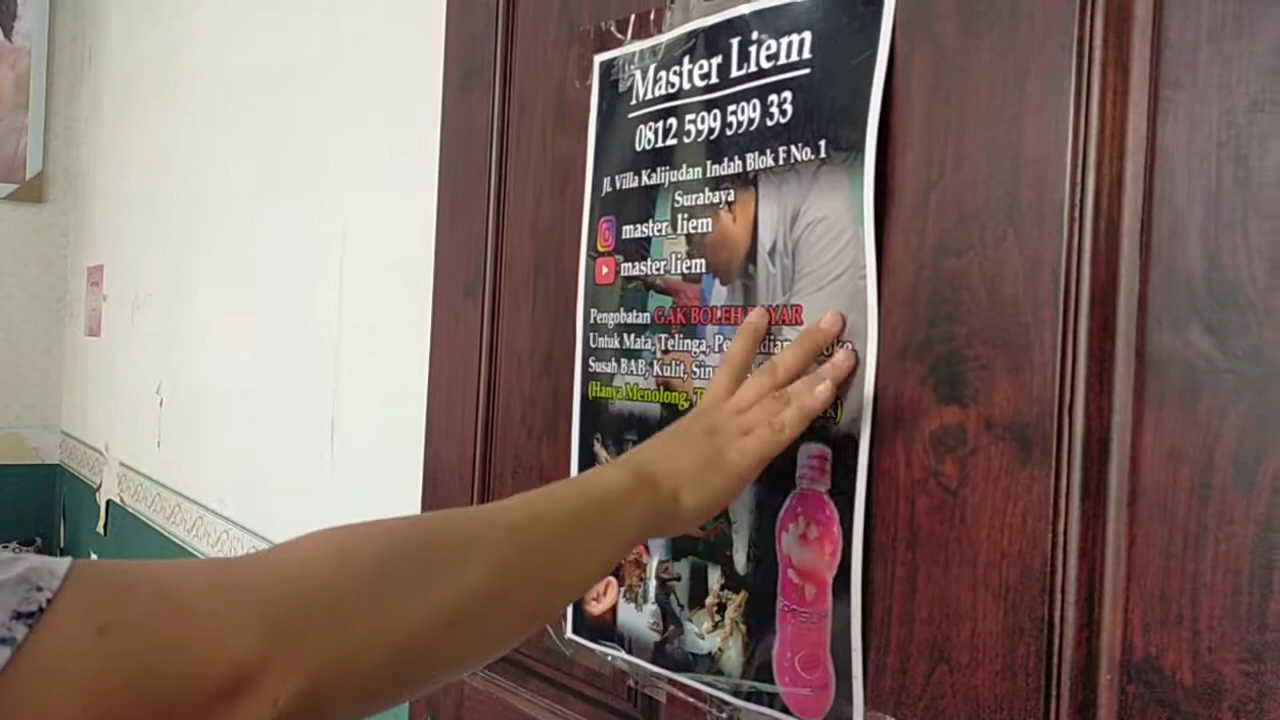 Master Liem
0812 599 599 33
Jl. Villa Kalijudan Indah Blok F No. 1
Surabaya
master_liem
master liem
Pengobatan GAK BOLEH BAYAR
Untuk Mata, Telinga,
Susah BAB, Kulit,
(Hanya Menolong,